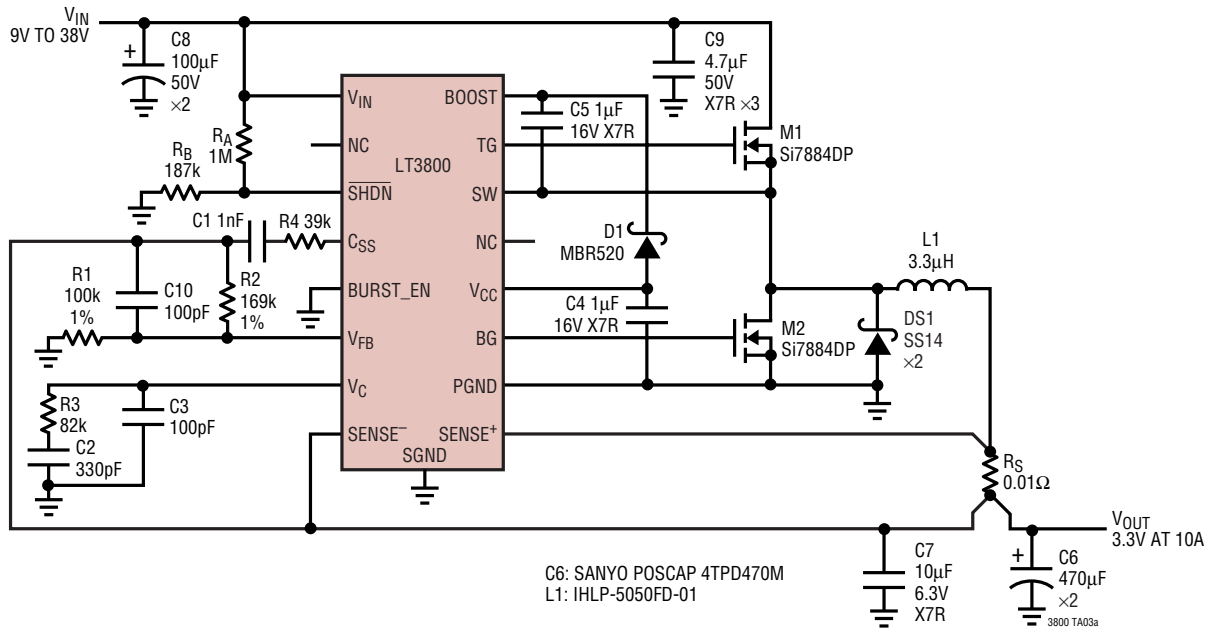 VIN
9V TO 38V
C8
+
100µF
50V
×2
C9
4.7µF
50V
X7R ×3
VIN
BOOST
C5 1µF
16V X7R
RA
1M
NC
TG
M1
Si7884DP
LT3800
RB
187k
SHDN
SW
C1 1nF
R4 39k
CSS
NC
D1
MBR520
L1
3.3µH
R1
100k
1%
C10
100pF
R2
169k
1%
BURST_EN
VCC
C4 1µF
16V X7R
DS1
SS14
×2
VFB
BG
M2
Si7884DP
VC
PGND
R3
82k
C3
100pF
C2
330pF
SENSE–
SENSE+
SGND
RS
0.01Ω
VOUT
3.3V AT 10A
C7
10µF
6.3V
X7R
+
C6
470µF
×2
C6: SANYO POSCAP 4TPD470M
L1: IHLP-5050FD-01
3800 TA03a